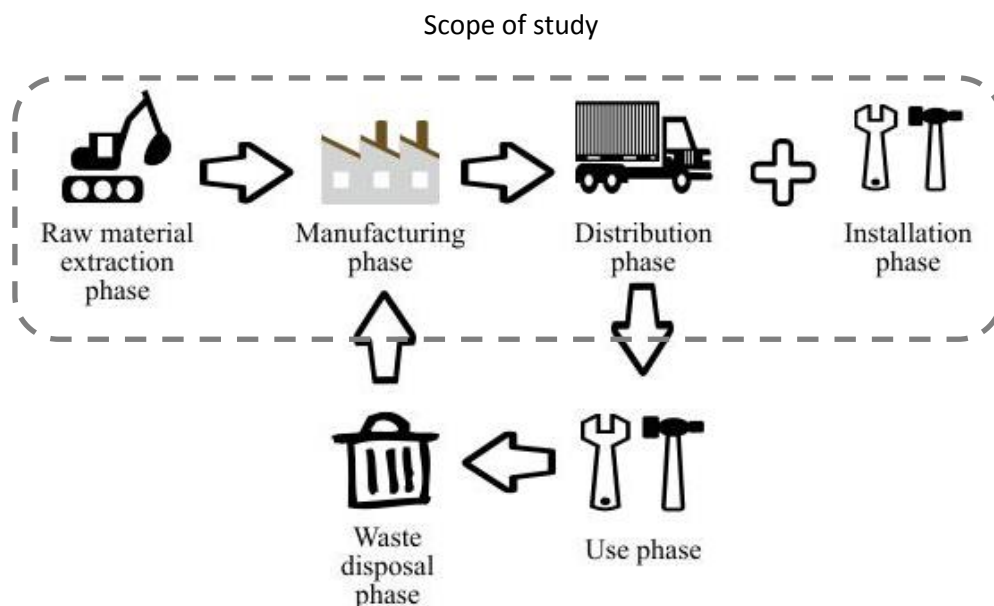 Scope of study
Raw material
extraction
phase
Manufacturing
phase
Distribution
phase
Installation
phase
Waste
disposal
phase
Use phase